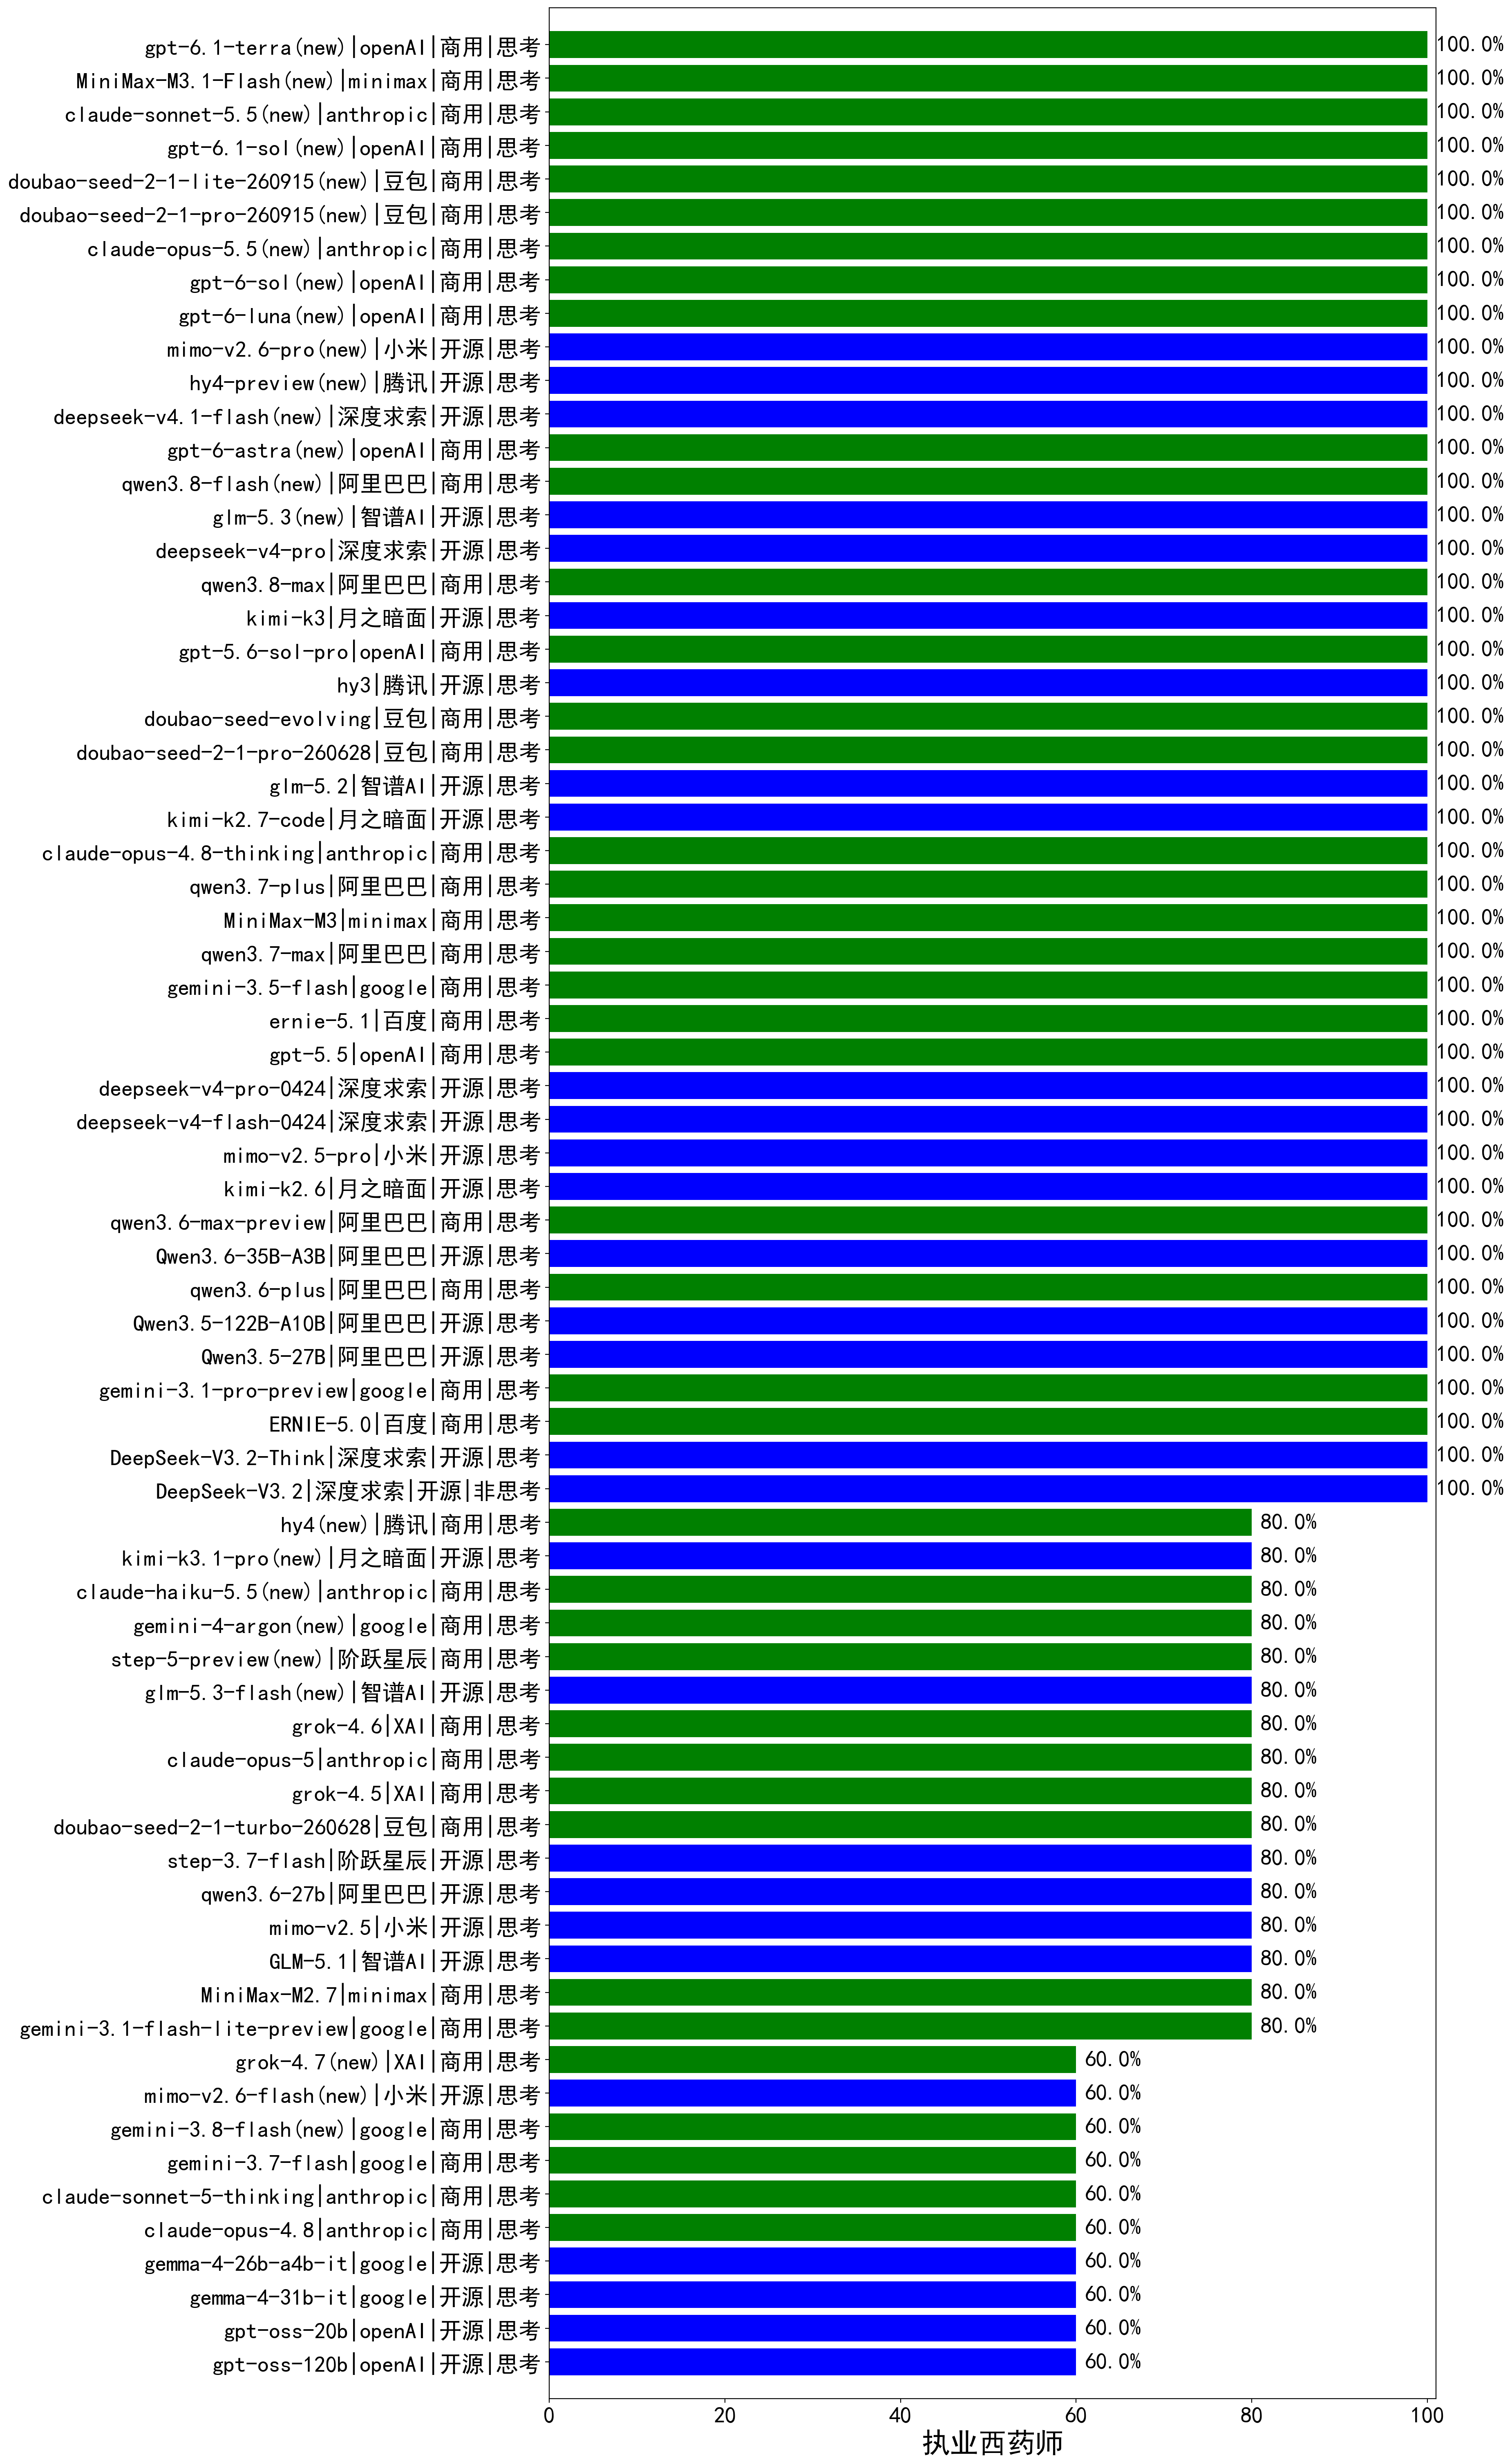 gpt-6.1-terra(new)|openAI|商用|思考 100.0%
MiniMax-M3.1-Flash(new)|minimax|商用|思考 100.0%
claude-sonnet-5.5(new)|anthropic|商用|思考 100.0%
gpt-6.1-sol(new)|openAI|商用|思考 100.0%
doubao-seed-2-1-lite-260915(new)|豆包|商用|思考 100.0%
doubao-seed-2-1-pro-260915(new)|豆包|商用|思考 100.0%
claude-opus-5.5(new)|anthropic|商用|思考 100.0%
gpt-6-sol(new)|openAI|商用|思考 100.0%
gpt-6-luna(new)|openAI|商用|思考 100.0%
mimo-v2.6-pro(new)|小米|开源|思考 100.0%
hy4-preview(new)|腾讯|开源|思考 100.0%
deepseek-v4.1-flash(new)|深度求索|开源|思考 100.0%
gpt-6-astra(new)|openAI|商用|思考 100.0%
qwen3.8-flash(new)|阿里巴巴|商用|思考 100.0%
glm-5.3(new)|智谱AI|开源|思考 100.0%
deepseek-v4-pro|深度求索|开源|思考 100.0%
qwen3.8-max|阿里巴巴|商用|思考 100.0%
kimi-k3|月之暗面|开源|思考 100.0%
gpt-5.6-sol-pro|openAI|商用|思考 100.0%
hy3|腾讯|开源|思考 100.0%
doubao-seed-evolving|豆包|商用|思考 100.0%
doubao-seed-2-1-pro-260628|豆包|商用|思考 100.0%
glm-5.2|智谱AI|开源|思考 100.0%
kimi-k2.7-code|月之暗面|开源|思考 100.0%
claude-opus-4.8-thinking|anthropic|商用|思考 100.0%
qwen3.7-plus|阿里巴巴|商用|思考 100.0%
MiniMax-M3|minimax|商用|思考 100.0%
qwen3.7-max|阿里巴巴|商用|思考 100.0%
gemini-3.5-flash|google|商用|思考 100.0%
ernie-5.1|百度|商用|思考 100.0%
gpt-5.5|openAI|商用|思考 100.0%
deepseek-v4-pro-0424|深度求索|开源|思考 100.0%
deepseek-v4-flash-0424|深度求索|开源|思考 100.0%
mimo-v2.5-pro|小米|开源|思考 100.0%
kimi-k2.6|月之暗面|开源|思考 100.0%
qwen3.6-max-preview|阿里巴巴|商用|思考 100.0%
Qwen3.6-35B-A3B|阿里巴巴|开源|思考 100.0%
qwen3.6-plus|阿里巴巴|商用|思考 100.0%
Qwen3.5-122B-A10B|阿里巴巴|开源|思考 100.0%
Qwen3.5-27B|阿里巴巴|开源|思考 100.0%
gemini-3.1-pro-preview|google|商用|思考 100.0%
ERNIE-5.0|百度|商用|思考 100.0%
DeepSeek-V3.2-Think|深度求索|开源|思考 100.0%
DeepSeek-V3.2|深度求索|开源|非思考 100.0%
hy4(new)|腾讯|商用|思考 80.0%
kimi-k3.1-pro(new)|月之暗面|开源|思考 80.0%
claude-haiku-5.5(new)|anthropic|商用|思考 80.0%
gemini-4-argon(new)|google|商用|思考 80.0%
step-5-preview(new)|阶跃星辰|商用|思考 80.0%
glm-5.3-flash(new)|智谱AI|开源|思考 80.0%
grok-4.6|XAI|商用|思考 80.0%
claude-opus-5|anthropic|商用|思考 80.0%
grok-4.5|XAI|商用|思考 80.0%
doubao-seed-2-1-turbo-260628|豆包|商用|思考 80.0%
step-3.7-flash|阶跃星辰|开源|思考 80.0%
qwen3.6-27b|阿里巴巴|开源|思考 80.0%
mimo-v2.5|小米|开源|思考 80.0%
GLM-5.1|智谱AI|开源|思考 80.0%
MiniMax-M2.7|minimax|商用|思考 80.0%
gemini-3.1-flash-lite-preview|google|商用|思考 80.0%
grok-4.7(new)|XAI|商用|思考 60.0%
mimo-v2.6-flash(new)|小米|开源|思考 60.0%
gemini-3.8-flash(new)|google|商用|思考 60.0%
gemini-3.7-flash|google|商用|思考 60.0%
claude-sonnet-5-thinking|anthropic|商用|思考 60.0%
claude-opus-4.8|anthropic|商用|思考 60.0%
gemma-4-26b-a4b-it|google|开源|思考 60.0%
gemma-4-31b-it|google|开源|思考 60.0%
gpt-oss-20b|openAI|开源|思考 60.0%
gpt-oss-120b|openAI|开源|思考 60.0%
0 20 40 60 80 100
执业西药师